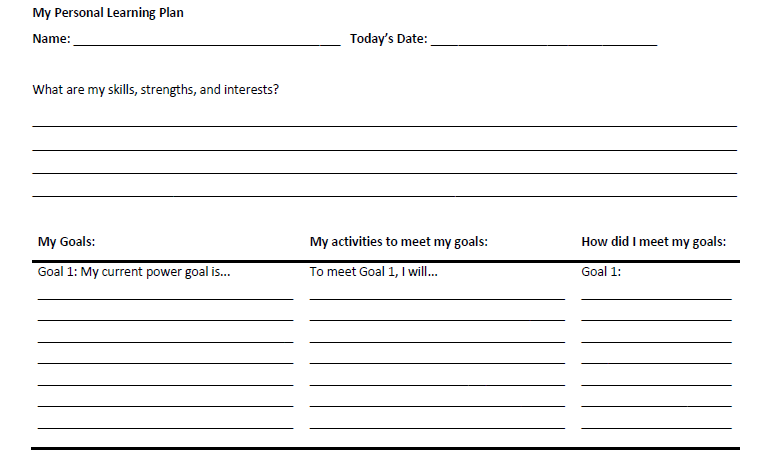 My Personal Learning Plan
Name: ______________________________________ Today's Date: ________________________________
What are my skills, strengths, and interests?
My Goals: My activities to meet my goals: How did I meet my goals:
Goal 1: My current power goal is... To meet Goal 1, I will... Goal 1: